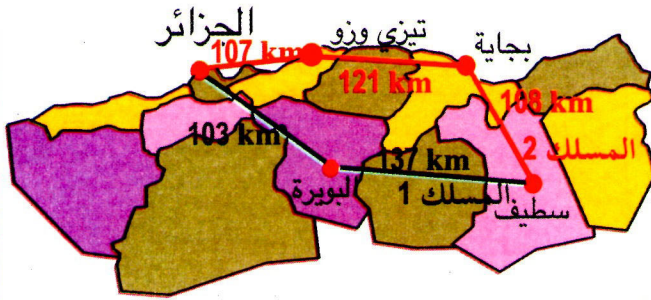 الجزائر
تيزي وزو
بجاية
107 km
121 km
108 km
المسلك 2
103 km
137 km
لبويرة
المسلك 1
سطيف